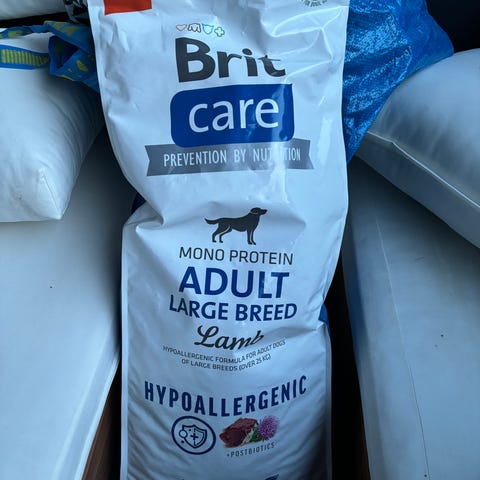 Brit
care
PREVENTION BY NUTRITION
MONO PROTEIN
ADULT
LARGE BREED
Lamb
HYPOALLERGENIC FORMULA FOR ADULT DOGS
OF LARGE BREEDS (OVER 25 KG)
HYPOALLERGENIC
+POSTBIOTICS